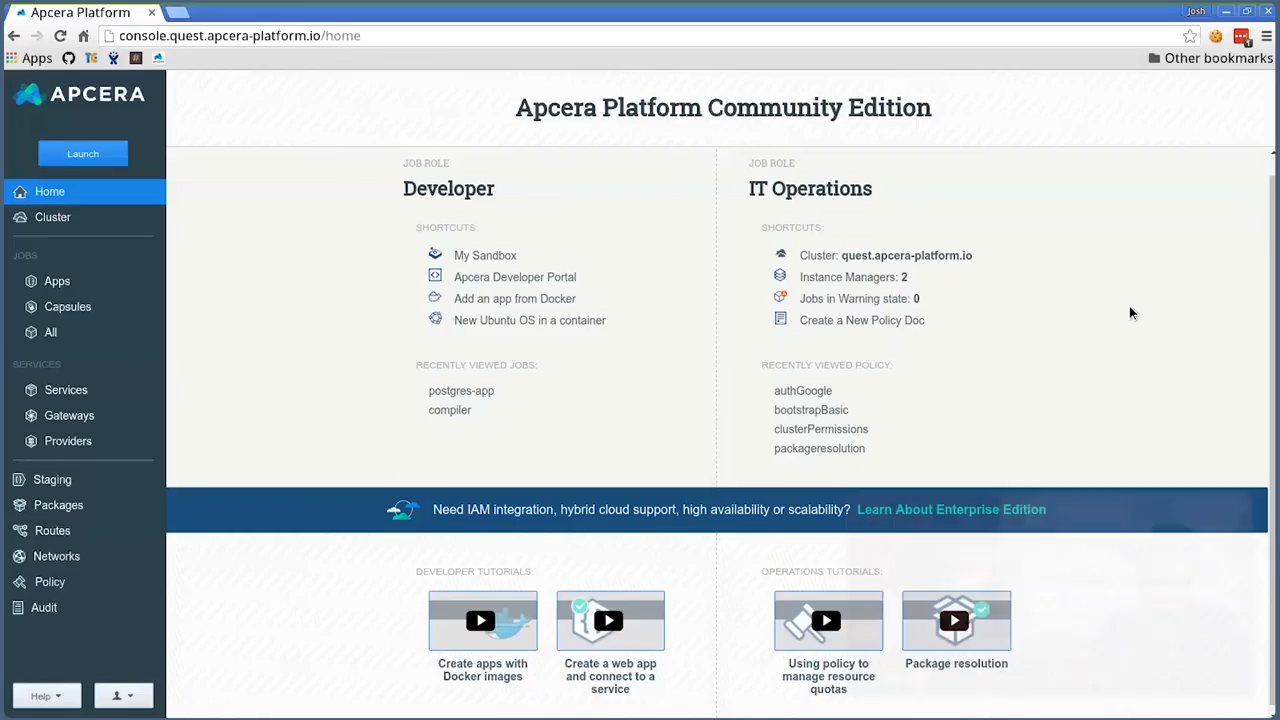 Apcera Platform
Josh
console.quest.apcera-platform.io/home
Apps
Other bookmarks
APCERA
Launch
Home
Cluster
JOBS
Apps
Capsules
All
SERVICES
Services
Gateways
Providers
Staging
Packages
Routes
Networks
Policy
Audit
Help
Apcera Platform Community Edition
JOB ROLE
Developer
SHORTCUTS:
My Sandbox
Apcera Developer Portal
Add an app from Docker
New Ubuntu OS in a container
RECENTLY VIEWED JOBS:
postgres-app
compiler
JOB ROLE
IT Operations
SHORTCUTS:
Cluster: quest.apcera-platform.io
Instance Managers: 2
Jobs in Warning state: 0
Create a New Policy Doc
RECENTLY VIEWED POLICY:
authGoogle
bootstrapBasic
clusterPermissions
packageresolution
Need IAM integration, hybrid cloud support, high availability or scalability? Learn About Enterprise Edition
DEVELOPER TUTORIALS:
Create apps with
Docker images
Create a web app
and connect to a
service
OPERATIONS TUTORIALS:
Using policy to
manage resource
quotas
Package resolution